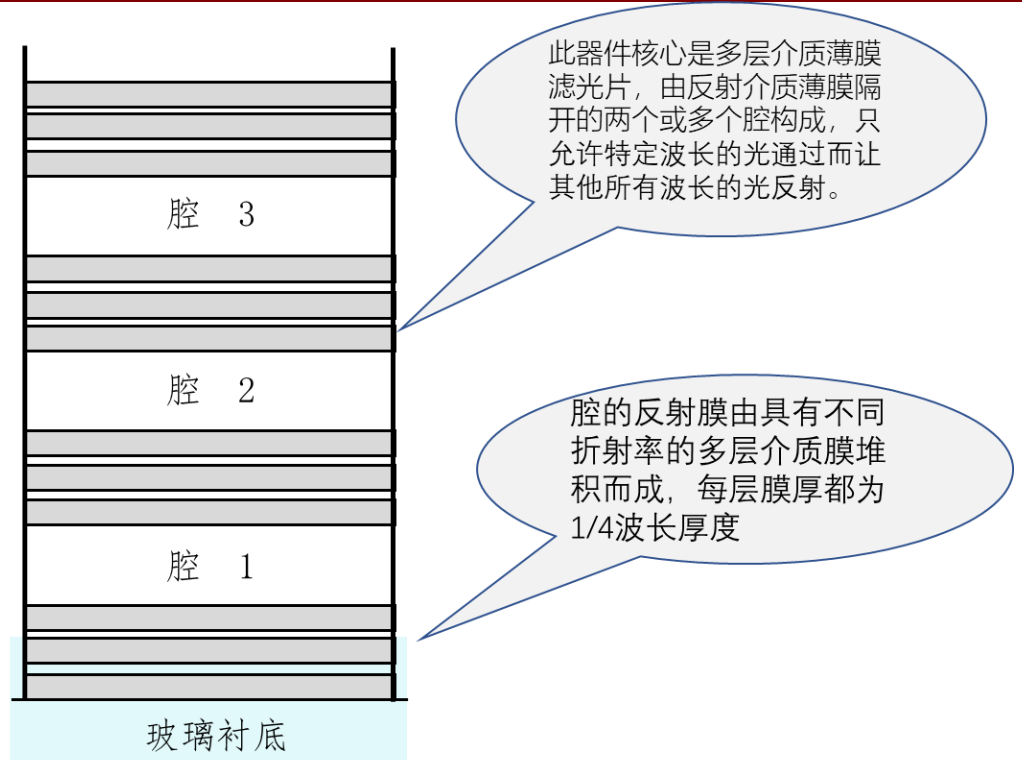 此器件核心是多层介质薄膜
滤光片，由反射介质薄膜隔
开的两个或多个腔构成，只
允许特定波长的光通过而让
其他所有波长的光反射。
腔 3
腔 2
腔的反射膜由具有不同
折射率的多层介质膜堆
积而成，每层膜厚都为
1/4波长厚度
腔 1
玻璃衬底